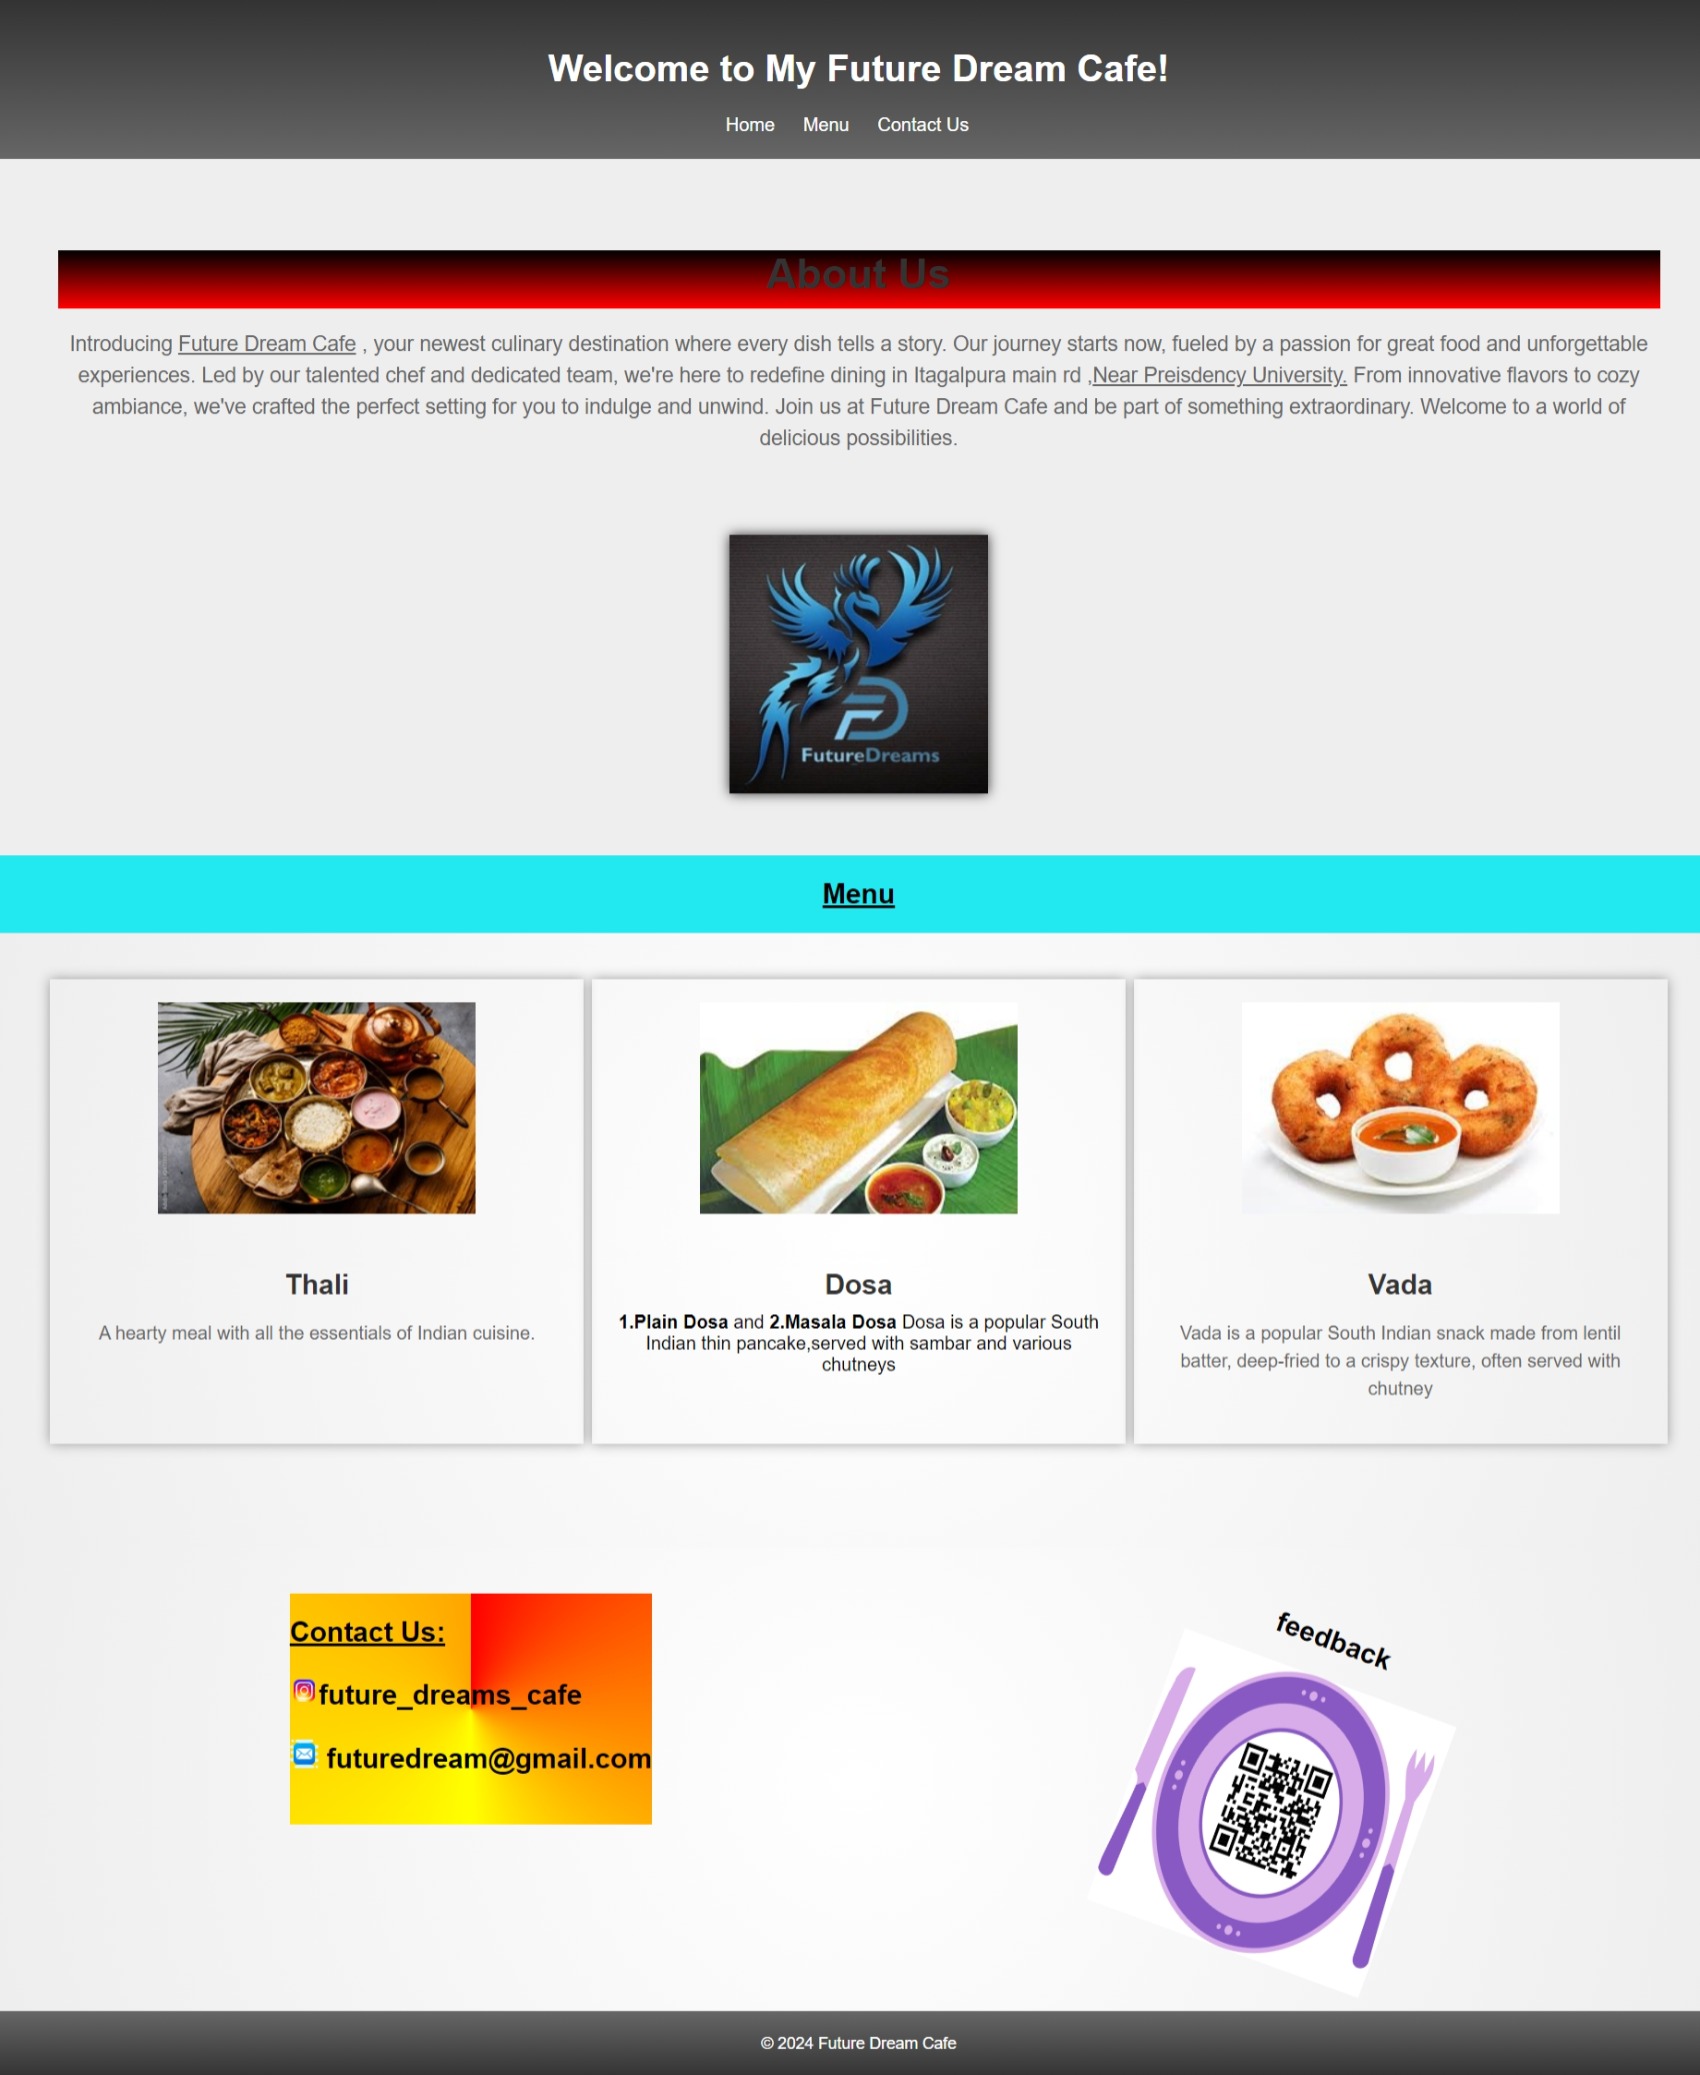 Welcome to My Future Dream Cafe!
Home Menu Contact Us
About Us
Introducing Future Dream Cafe , your newest culinary destination where every dish tells a story. Our journey starts now, fueled by a passion for great food and unforgettable
experiences. Led by our talented chef and dedicated team, we're here to redefine dining in Itagalpura main rd ,Near Preisdency University. From innovative flavors to cozy
ambiance, we've crafted the perfect setting for you to indulge and unwind. Join us at Future Dream Cafe and be part of something extraordinary. Welcome to a world of
delicious possibilities.
FD
FutureDreams
Menu
Thali
A hearty meal with all the essentials of Indian cuisine.
Dosa
1.Plain Dosa and 2.Masala Dosa Dosa is a popular South
Indian thin pancake,served with sambar and various
chutneys
Vada
Vada is a popular South Indian snack made from lentil
batter, deep-fried to a crispy texture, often served with
chutney
Contact Us:
future_dreams_cafe
futuredream@gmail.com
feedback
© 2024 Future Dream Cafe